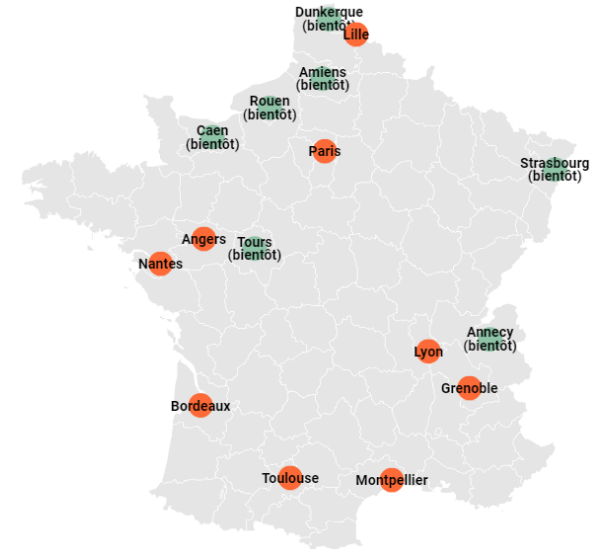 Dunkerque
(bientôt)
Lille
Amiens
(bientôt)
Rouen
(bientôt)
Caen
(bientôt)
Paris
Strasbourg
(bientôt)
Angers
Tours
(bientôt)
Nantes
Annecy
(bientôt)
Lyon
Grenoble
Bordeaux
Toulouse
Montpellier